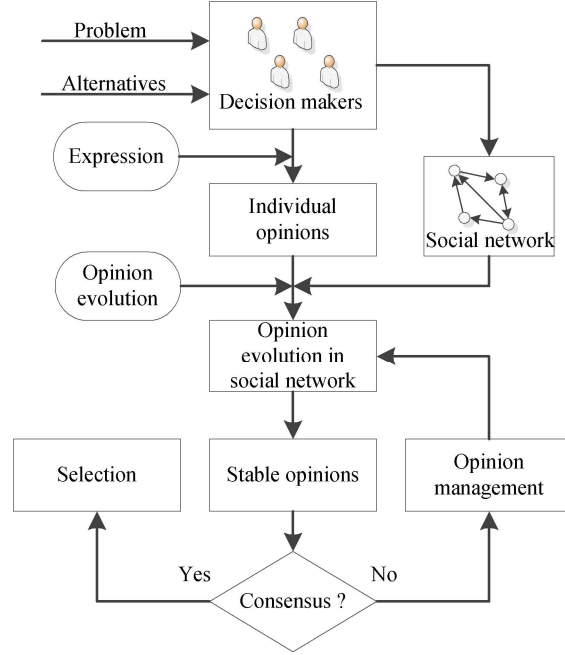 Problem
Alternatives
Decision makers
Expression
Individual
opinions
Social network
Opinion
evolution
Opinion
evolution in
social network
Selection
Stable opinions
Opinion
management
Yes
No
Consensus ?